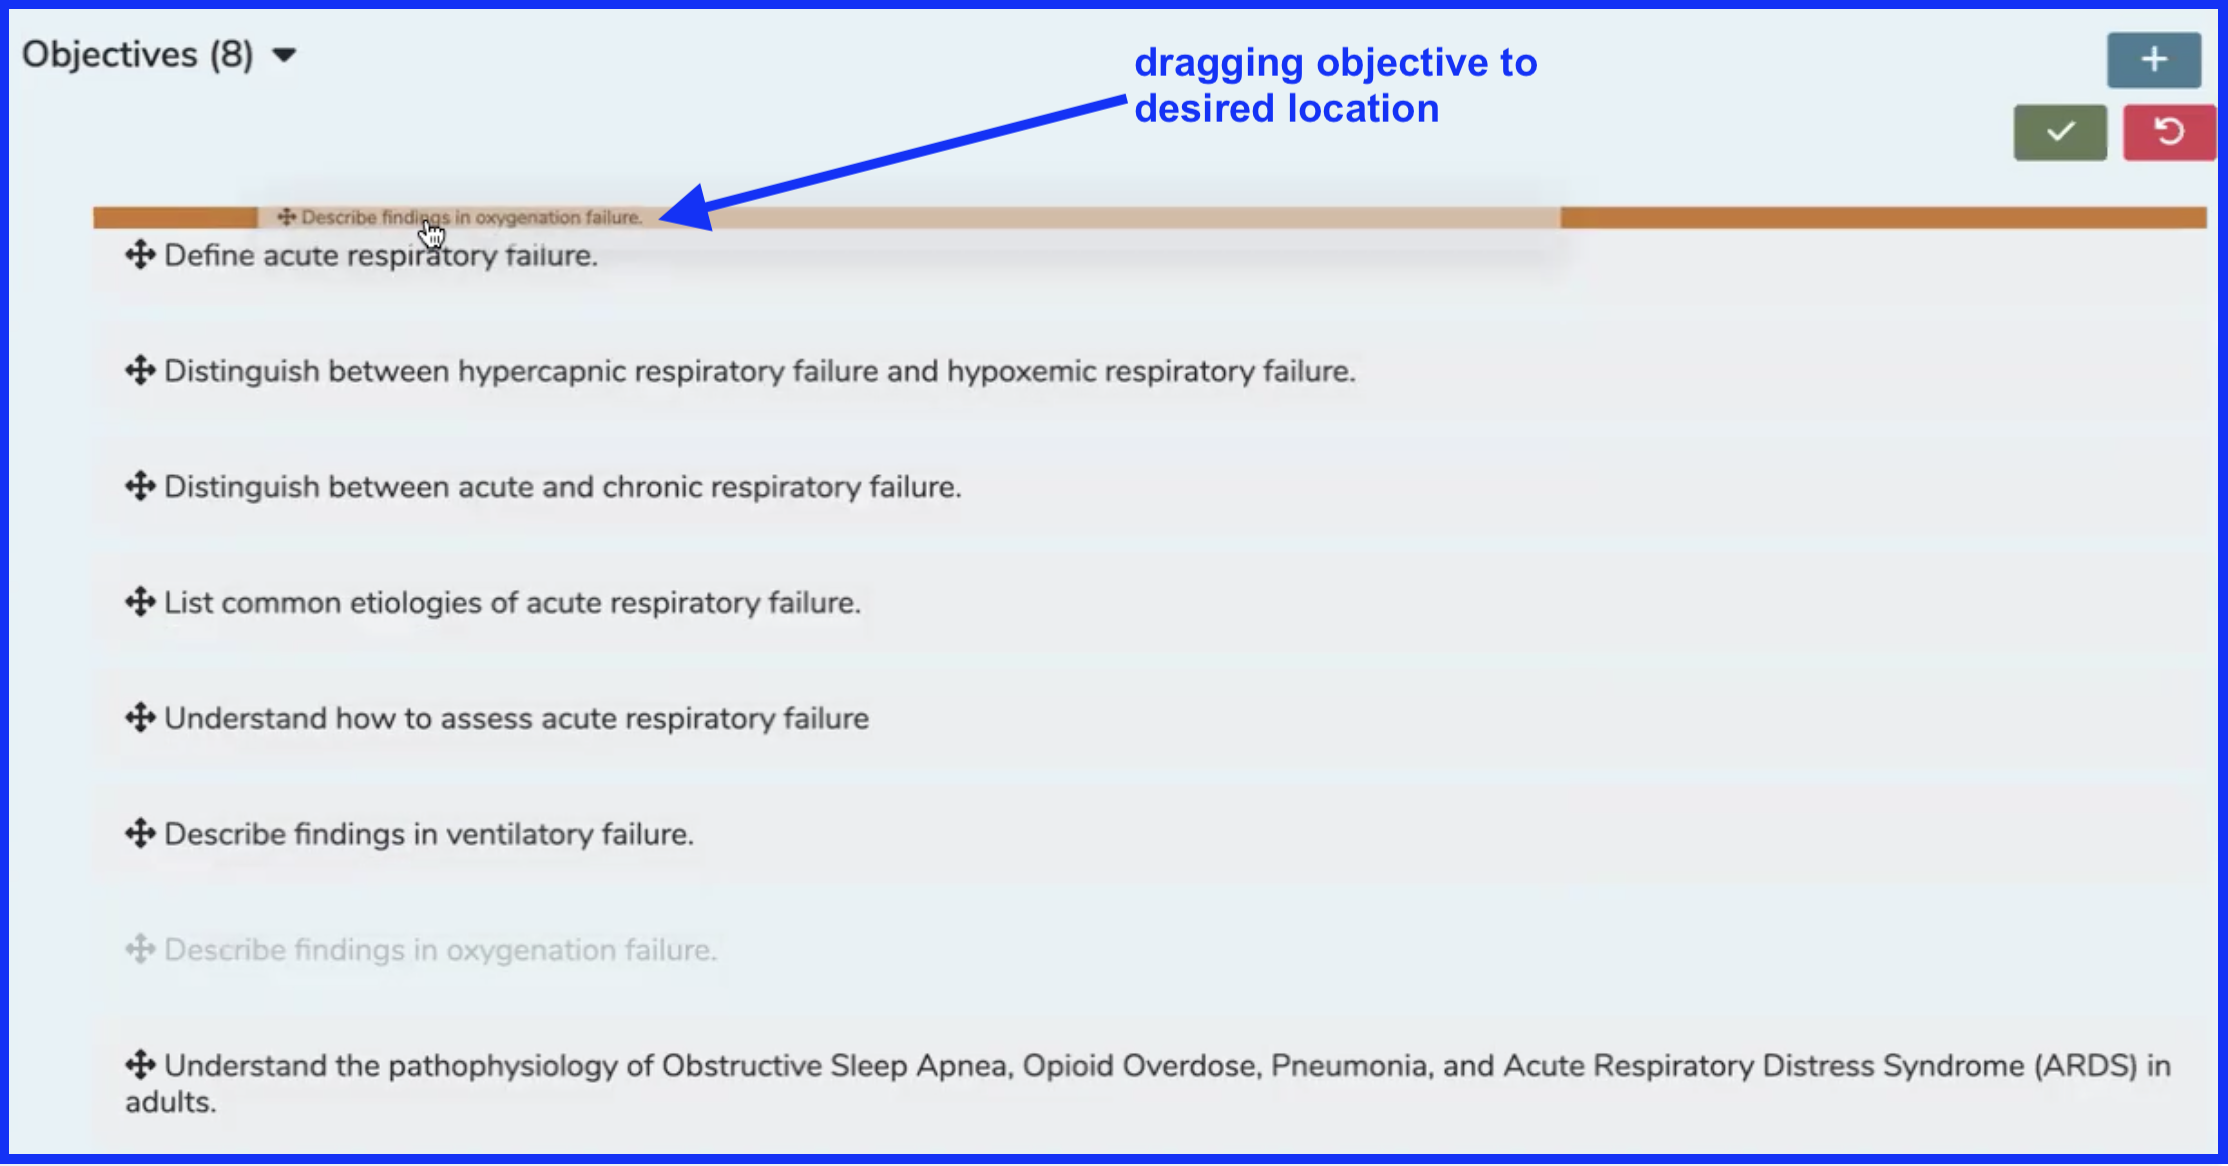 Objectives (8)
dragging objective to
desired location
Describe findings in oxygenation failure.
Define acute respiratory failure.
Distinguish between hypercapnic respiratory failure and hypoxemic respiratory failure.
Distinguish between acute and chronic respiratory failure.
List common etiologies of acute respiratory failure.
Understand how to assess acute respiratory failure
Describe findings in ventilatory failure.
Describe findings in oxygenation failure.
Understand the pathophysiology of Obstructive Sleep Apnea, Opioid Overdose, Pneumonia, and Acute Respiratory Distress Syndrome (ARDS) in
adults.